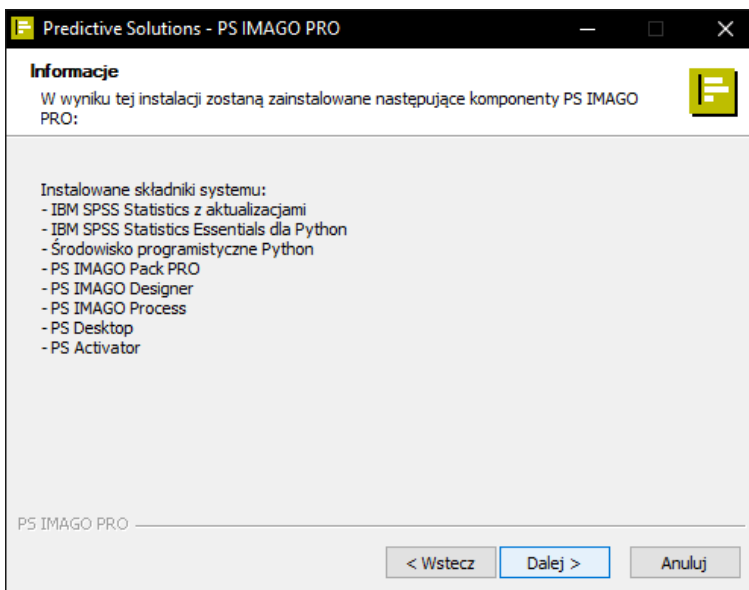 Predictive Solutions - PS IMAGO PRO
Informacje
W wyniku tej instalacji zostaną zainstalowane następujące komponenty PS IMAGO
PRO:
Instalowane składniki systemu:
- IBM SPSS Statistics z aktualizacjami
- IBM SPSS Statistics Essentials dla Python
- Środowisko programistyczne Python
- PS IMAGO Pack PRO
- PS IMAGO Designer
- PS IMAGO Process
- PS Desktop
- PS Activator
PS IMAGO PRO
< Wstecz
Dalej >
Anuluj